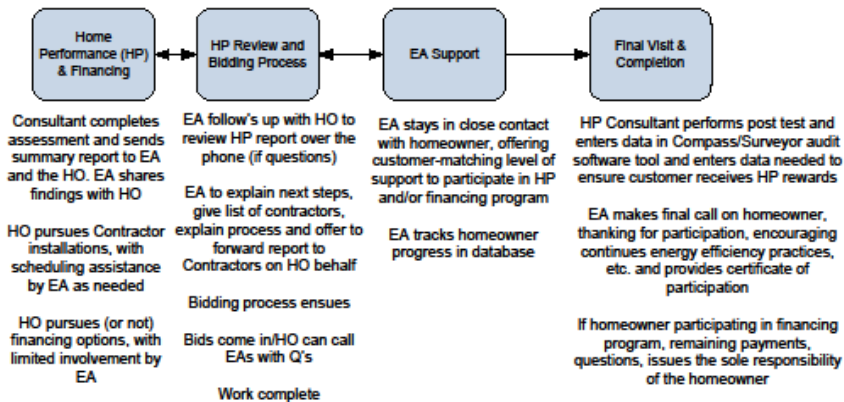 Home
Performance (HP)
& Financing
HP Review and
Bidding Process
EA Support
Final Visit &
Completion
Consultant completes
assessment and sends
summary report to EA
and the HO. EA shares
findings with HO
HO pursues Contractor
installations, with
scheduling assistance
by EA as needed
HO pursues (or not)
financing options, with
limited involvement by
EA
EA follow's up with HO to
review HP report over the
phone (if questions)
EA to explain next steps,
give list of contractors,
explain process and offer to
forward report to
Contractors on HO behalf
Bidding process ensues
Bids come in/HO can call
EAs with Q's
Work complete
EA stays in close contact
with homeowner, offering
customer-matching level of
support to participate in HP
and/or financing program
EA tracks homeowner
progress in database
HP Consultant performs post test and
enters data in Compass/Surveyor audit
software tool and enters data needed to
ensure customer receives HP rewards
EA makes final call on homeowner,
thanking for participation, encouraging
continues energy efficiency practices,
etc. and provides certificate of
participation
If homeowner participating in financing
program, remaining payments,
questions, issues the sole responsibility
of the homeowner